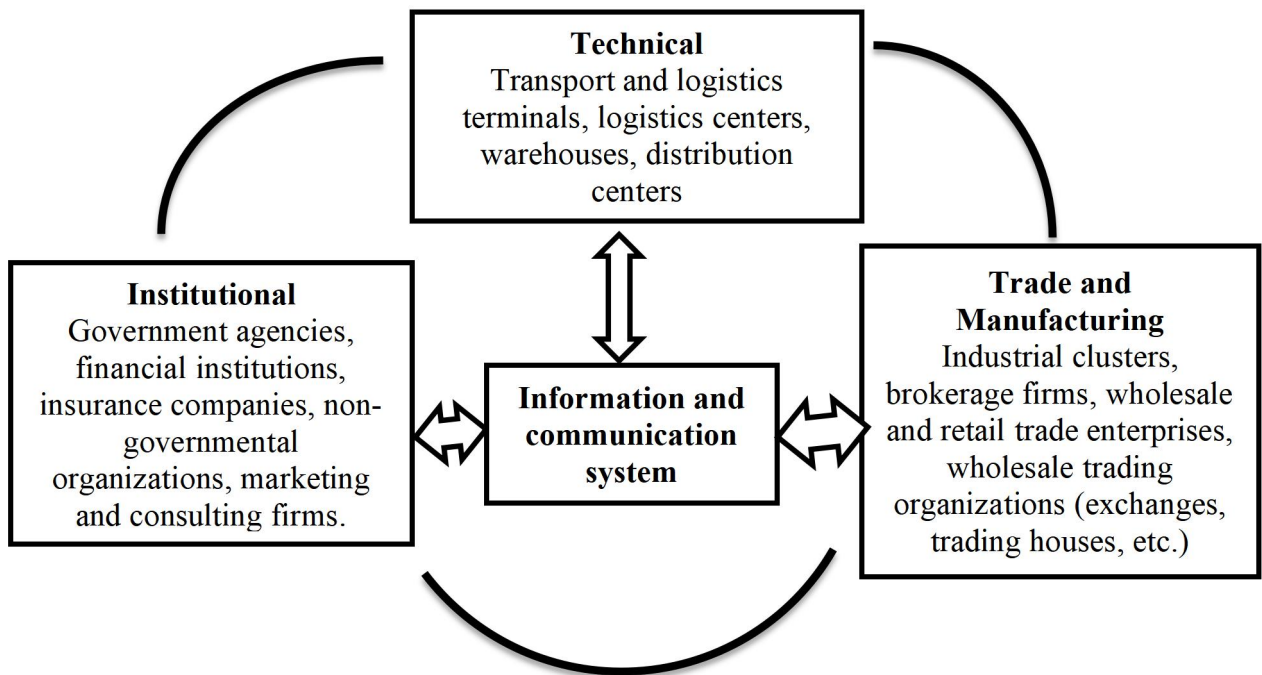 Technical
Transport and logistics
terminals, logistics centers,
warehouses, distribution
centers
Institutional
Government agencies,
financial institutions,
insurance companies, non-
governmental
organizations, marketing
and consulting firms.
Information and
communication
system
Trade and
Manufacturing
Industrial clusters,
brokerage firms, wholesale
and retail trade enterprises,
wholesale trading
organizations (exchanges,
trading houses, etc.)